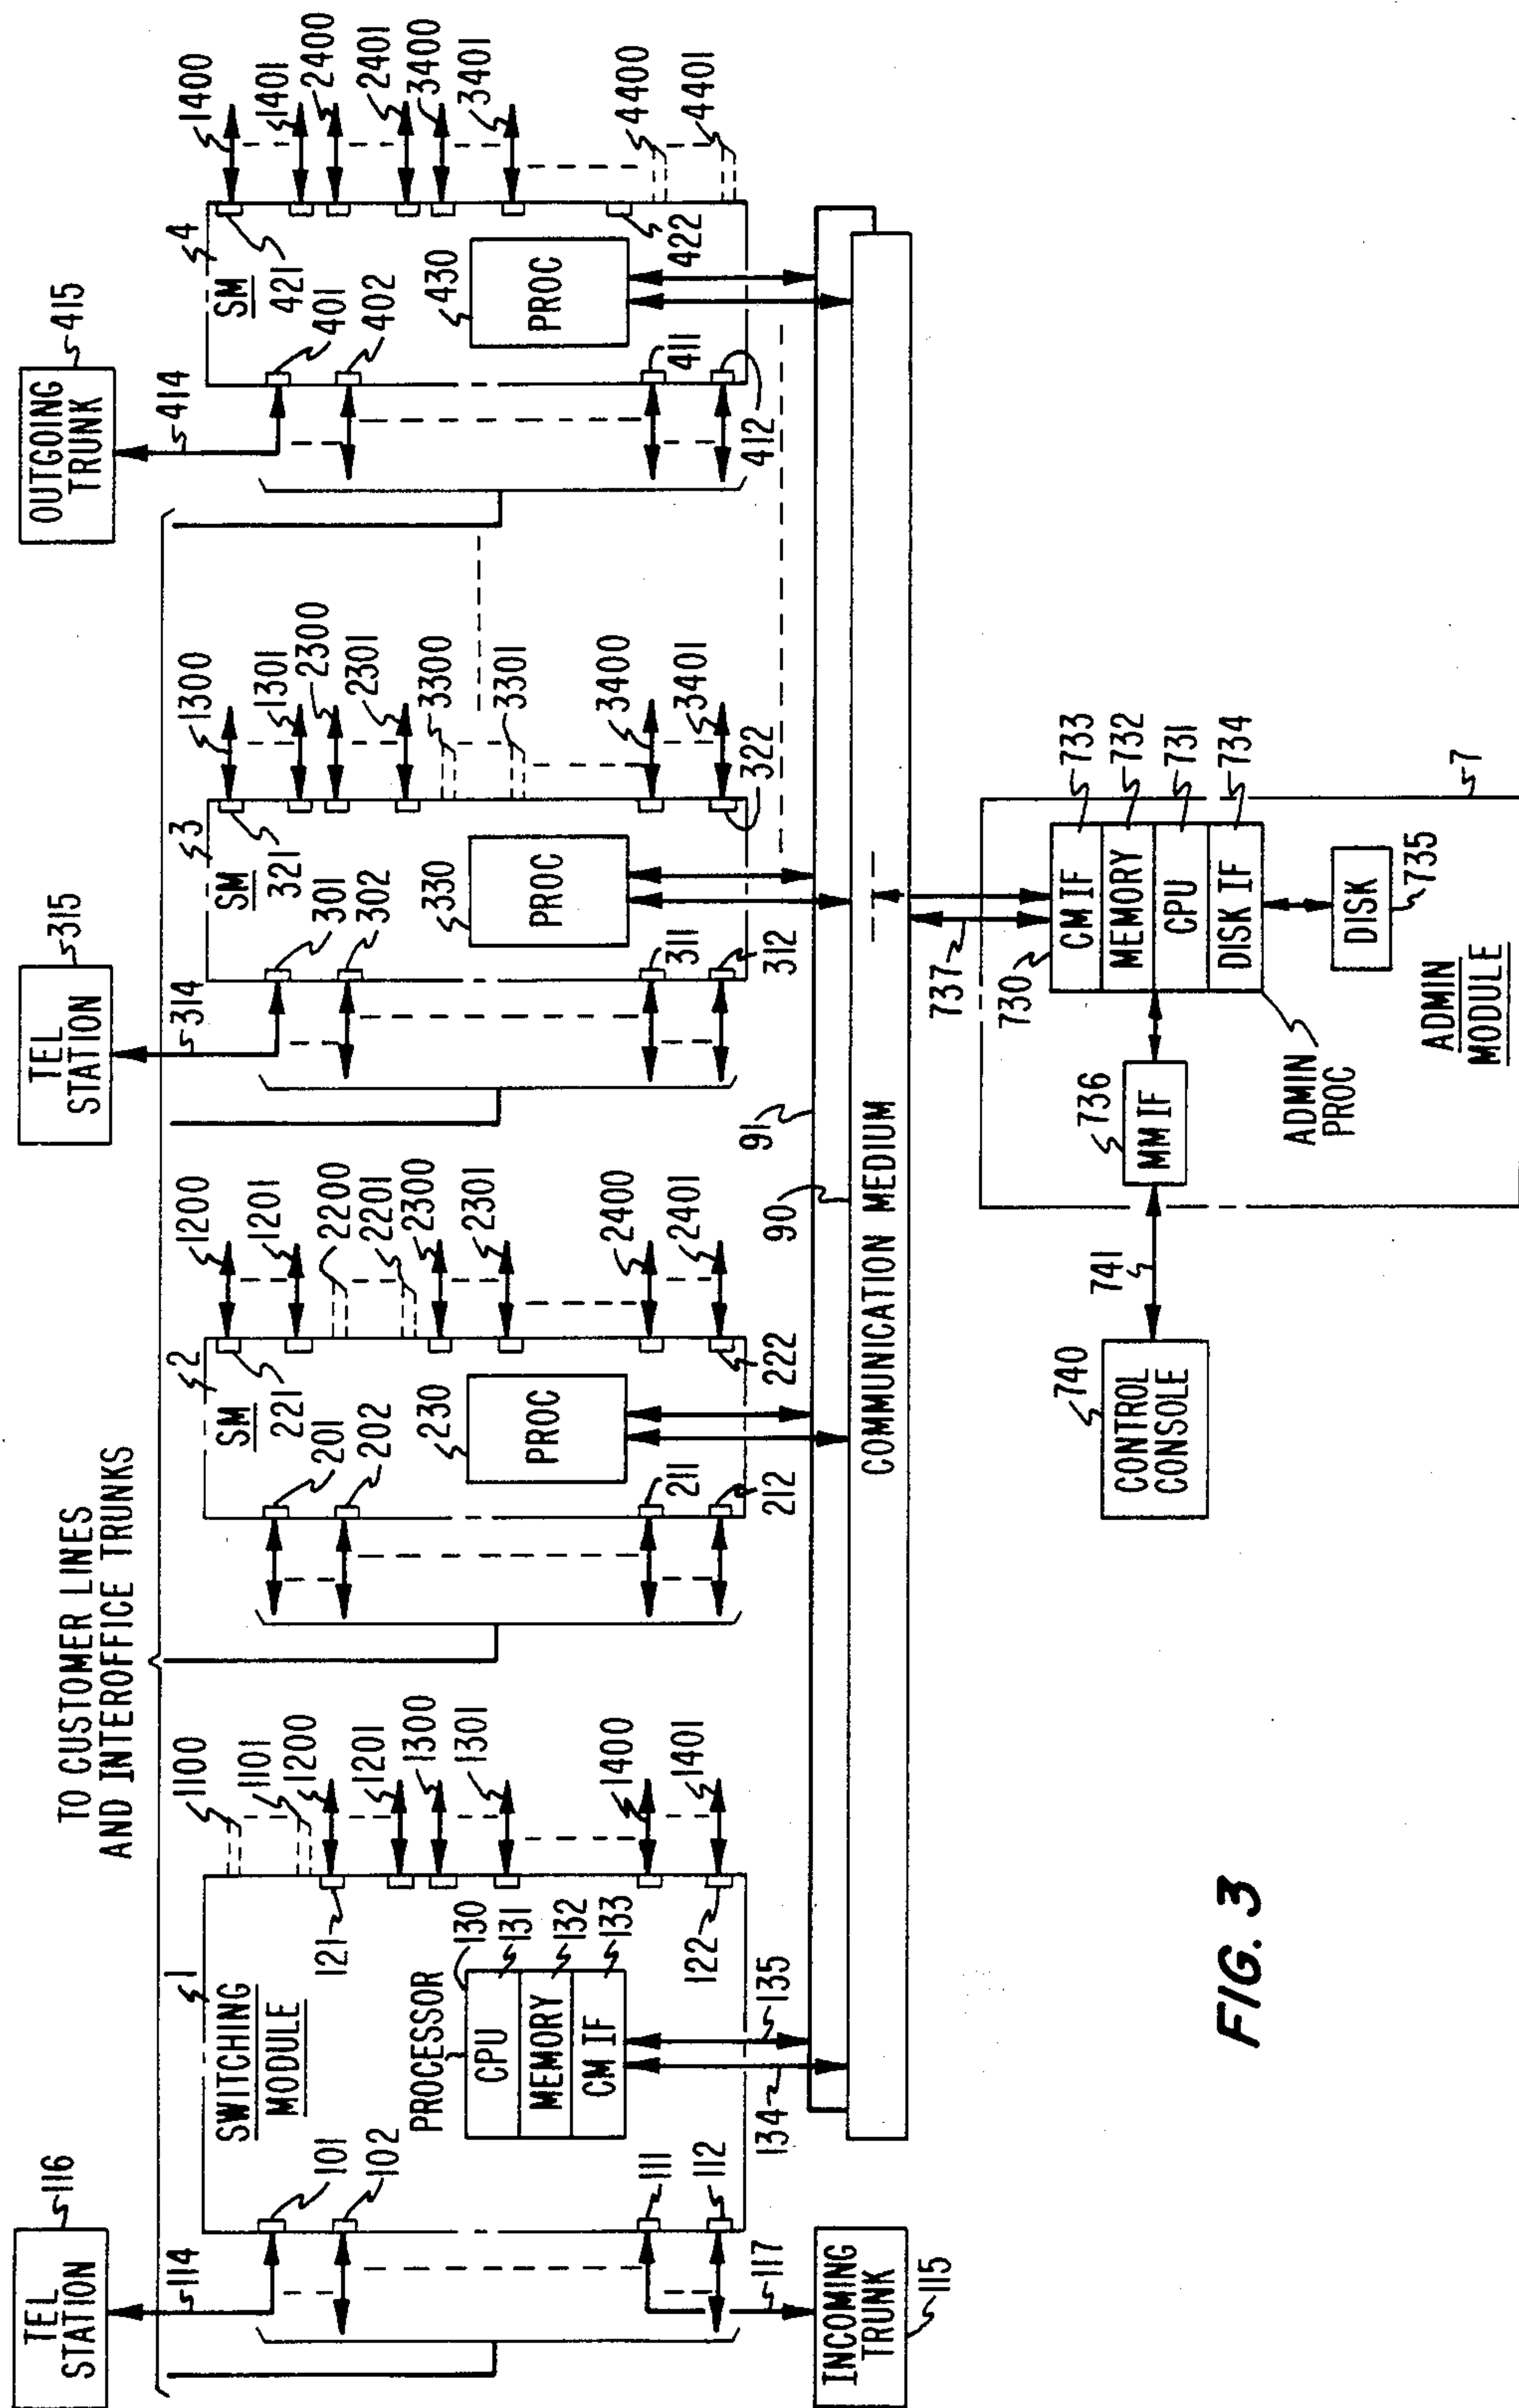 TO CUSTOMER LINES
AND INTEROFFICE TRUNKS
TEL
STATION
116
114
TEL
STATION
315
314
OUTGOING
TRUNK
415
414
SWITCHING
MODULE
1
101
102
111
112
121
122
PROCESSOR
130
CPU
131
MEMORY
132
CM IF
133
134
135
1100
1101
1200
1201
1300
1301
1400
1401
117
INCOMING
TRUNK
115
SM
2
221
201
202
230
PROC
211
212
222
1200
1201
2200
2201
2300
2301
2400
2401
SM
3
321
301
302
330
PROC
311
312
322
1300
1301
2300
2301
3300
3301
3400
3401
SM
4
421
401
402
430
PROC
411
412
422
1400
1401
2400
2401
3400
3401
4400
4401
91
90
COMMUNICATION MEDIUM
737
730
CM IF
733
MEMORY
732
CPU
731
DISK IF
734
DISK
735
736
MM IF
ADMIN
PROC
ADMIN
MODULE
7
741
740
CONTROL
CONSOLE
FIG. 3